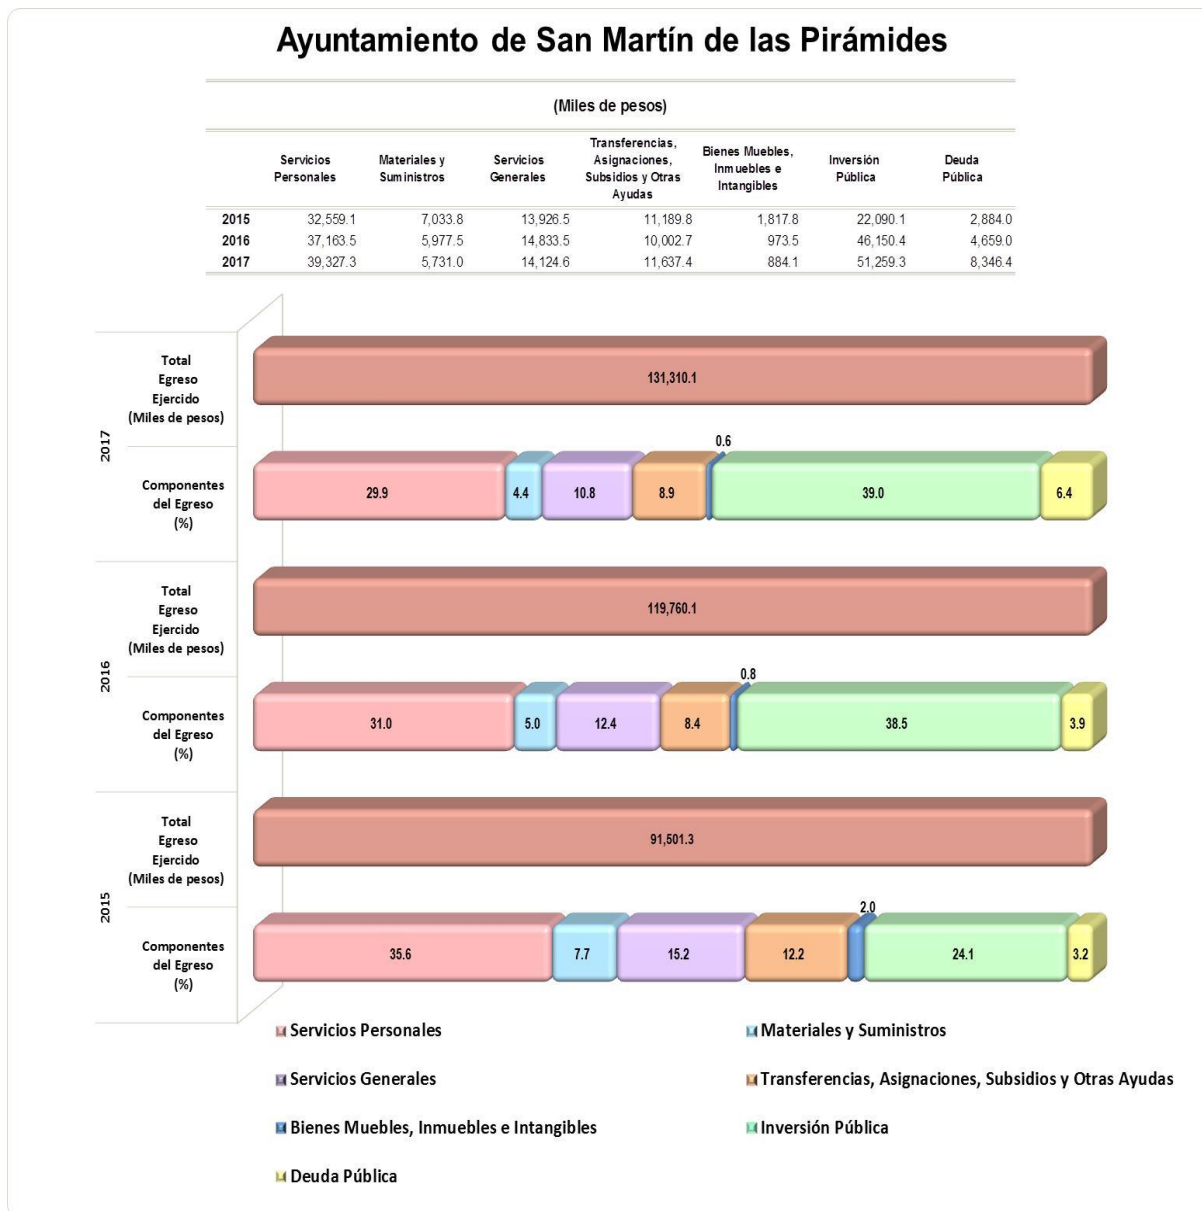 Ayuntamiento de San Martín de las Pirámides
(Miles de pesos)
Servicios Personales
Materiales y Suministros
Servicios Generales
Transferencias, Asignaciones, Subsidios y Otras Ayudas
Bienes Muebles, Inmuebles e Intangibles
Inversión Pública
Deuda Pública
2015 32,559.1 7,033.8 13,926.5 11,189.8 1,817.8 22,090.1 2,884.0
2016 37,163.5 5,977.5 14,833.5 10,002.7 973.5 46,150.4 4,659.0
2017 39,327.3 5,731.0 14,124.6 11,637.4 884.1 51,259.3 8,346.4
2017
Total
Egreso
Ejercido
(Miles de pesos)
131,310.1
Componentes
del Egreso
(%)
29.9 4.4 10.8 8.9 0.6 39.0 6.4
2016
Total
Egreso
Ejercido
(Miles de pesos)
119,760.1
Componentes
del Egreso
(%)
31.0 5.0 12.4 8.4 0.8 38.5 3.9
2015
Total
Egreso
Ejercido
(Miles de pesos)
91,501.3
Componentes
del Egreso
(%)
35.6 7.7 15.2 12.2 2.0 24.1 3.2
Servicios Personales
Materiales y Suministros
Servicios Generales
Transferencias, Asignaciones, Subsidios y Otras Ayudas
Bienes Muebles, Inmuebles e Intangibles
Inversión Pública
Deuda Pública